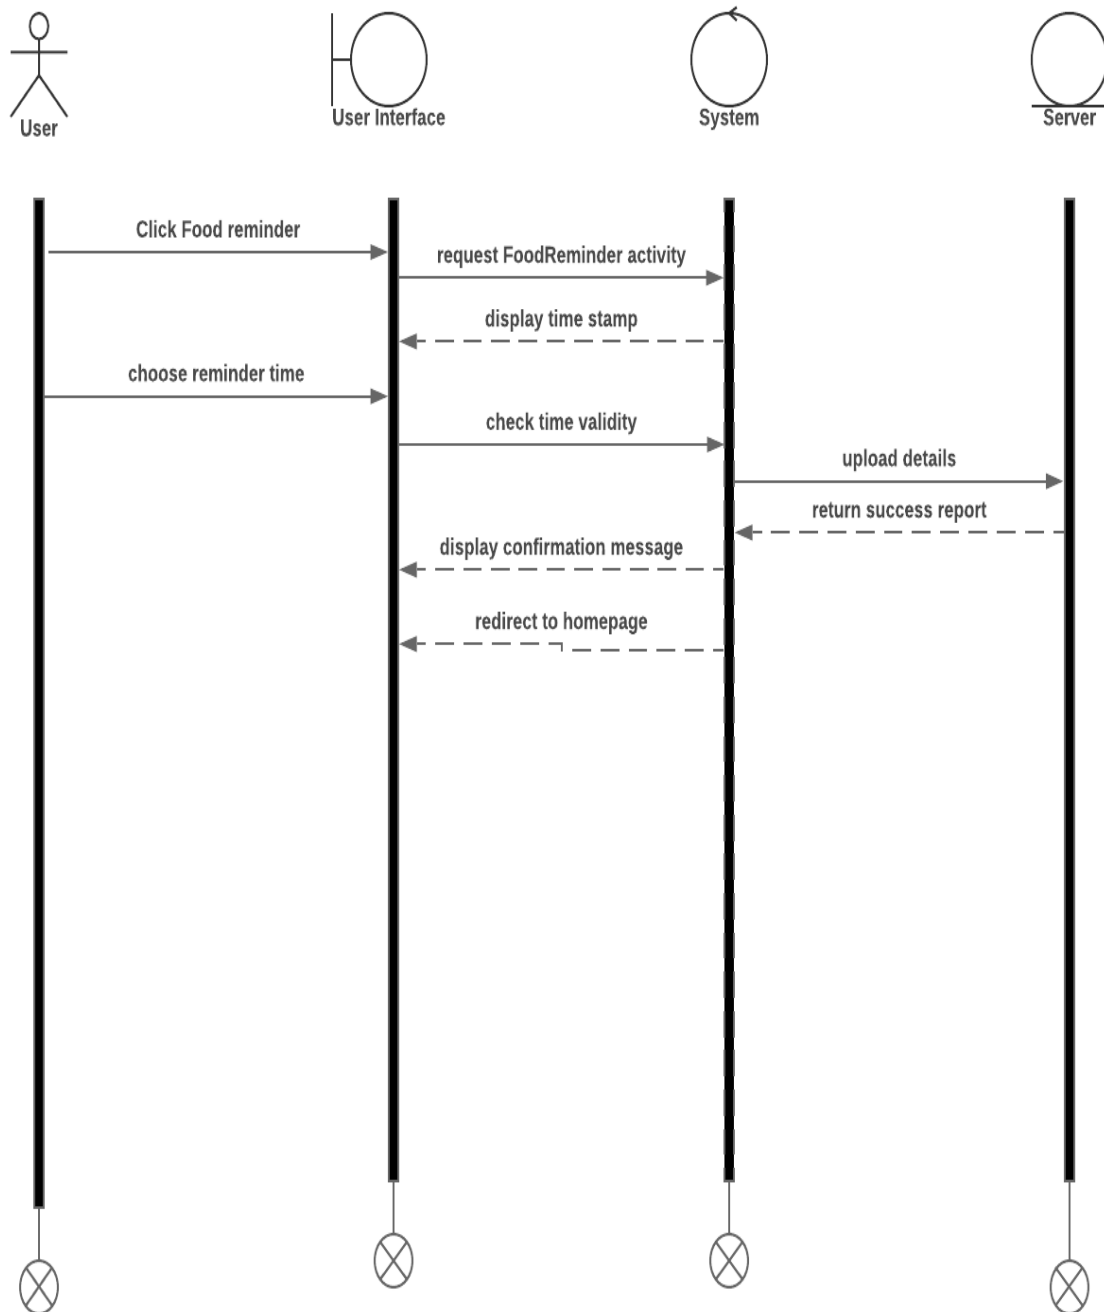 User
User Interface
System
Server
Click Food reminder
request FoodReminder activity
display time stamp
choose reminder time
check time validity
upload details
return success report
display confirmation message
redirect to homepage